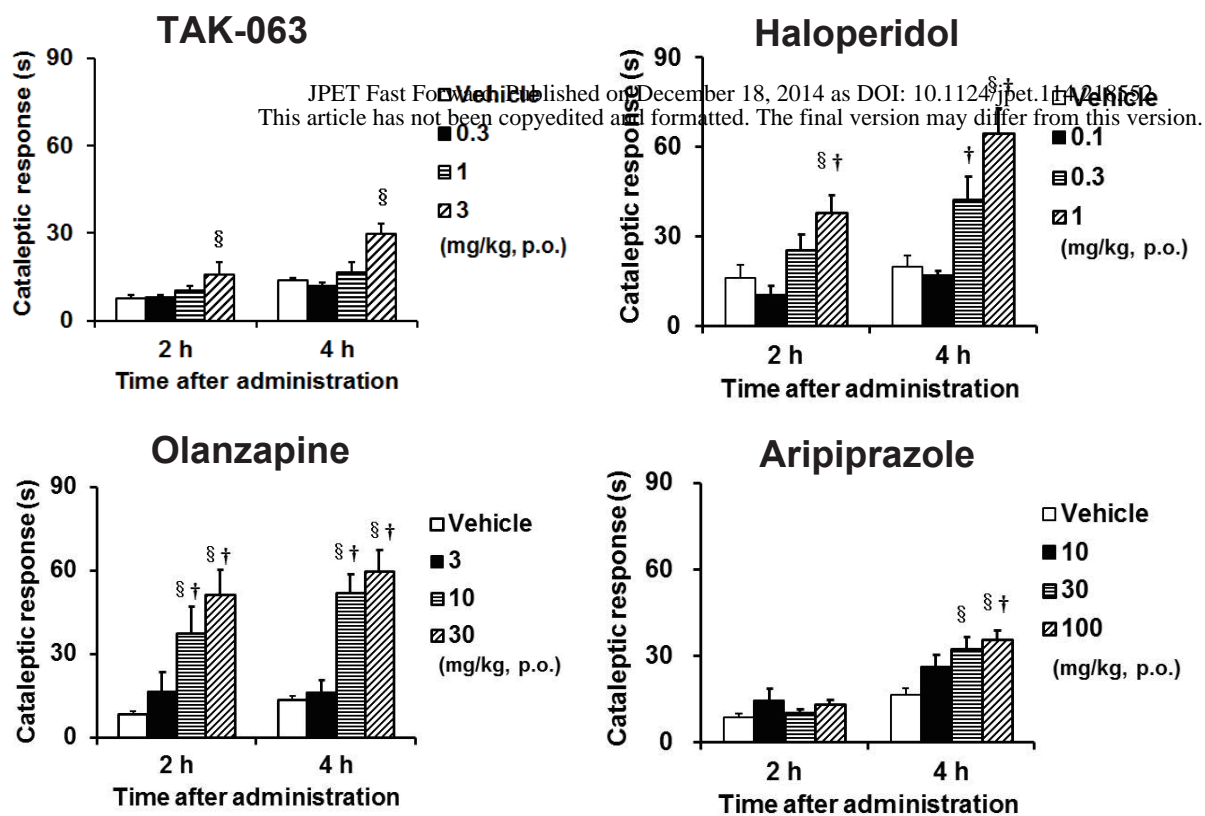 TAK-063
Cataleptic response (s)
90
60
30
0
2 h
4 h
Time after administration
0.3
1
3
(mg/kg, p.o.)
§
§
Haloperidol
Cataleptic response (s)
90
60
30
0
2 h
4 h
Time after administration
Vehicle
0.1
0.3
1
(mg/kg, p.o.)
§ †
†
§ †
JPET Fast Forward. Published on December 18, 2014 as DOI: 10.1124/jpet.114.218552
This article has not been copyedited and formatted. The final version may differ from this version.
Olanzapine
Cataleptic response (s)
90
60
30
0
2 h
4 h
Time after administration
Vehicle
3
10
30
(mg/kg, p.o.)
§ †
§ †
§ †
§ †
Aripiprazole
Cataleptic response (s)
90
60
30
0
2 h
4 h
Time after administration
Vehicle
10
30
100
(mg/kg, p.o.)
§
§ †